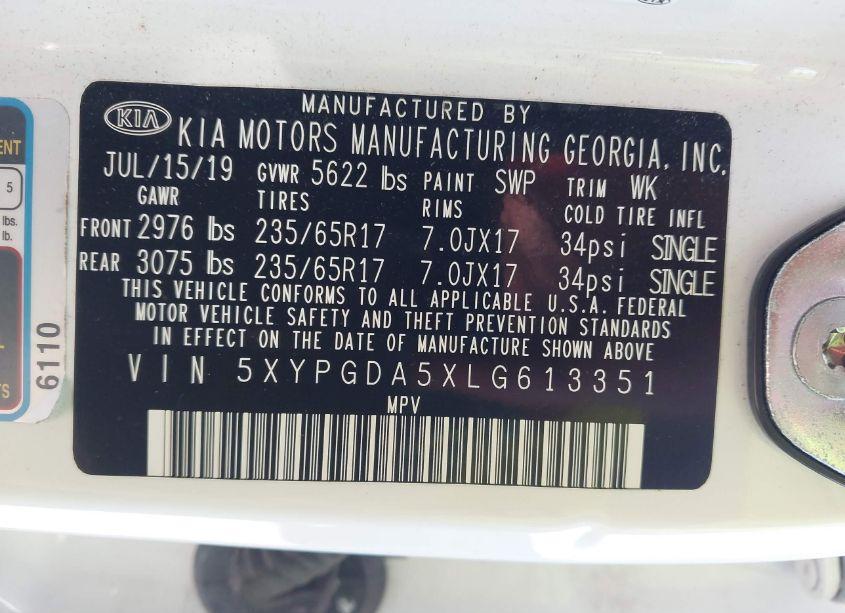 MANUFACTURED BY
KIA KIA MOTORS MANUFACTURING GEORGIA, INC.
JUL/15/19 GVWR 5622 lbs PAINT SWP TRIM WK
GAWR TIRES RIMS COLD TIRE INFL
FRONT 2976 lbs 235/65R17 7.0JX17 34psi SINGLE
REAR 3075 lbs 235/65R17 7.0JX17 34psi SINGLE
THIS VEHICLE CONFORMS TO ALL APPLICABLE U.S.A. FEDERAL
MOTOR VEHICLE SAFETY AND THEFT PREVENTION STANDARDS
IN EFFECT ON THE DATE OF MANUFACTURE SHOWN ABOVE
VIN 5XYPGDA5XLG613351
MPV
ENT
5
lbs.
lb.
L
TS
6110